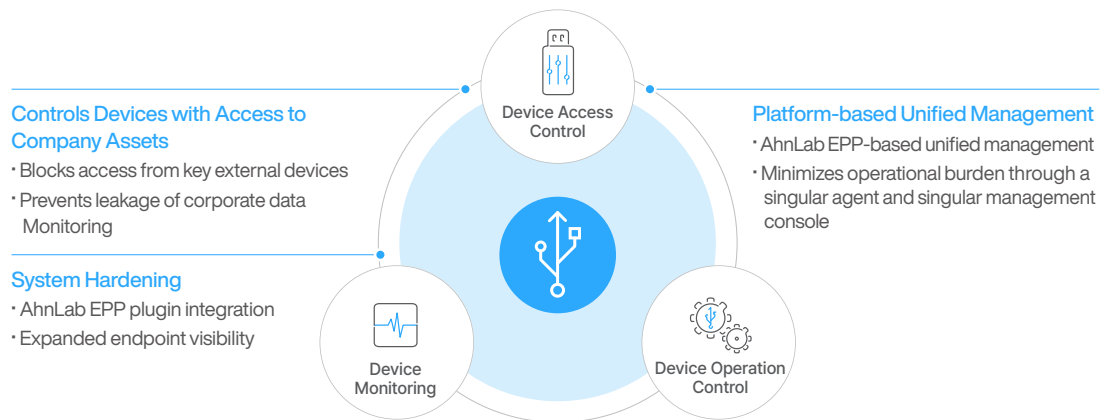 Controls Devices with Access to
Company Assets
· Blocks access from key external devices
· Prevents leakage of corporate data
Monitoring
System Hardening
· AhnLab EPP plugin integration
· Expanded endpoint visibility
Device Access
Control
Device
Monitoring
Device Operation
Control
Platform-based Unified Management
· AhnLab EPP-based unified management
· Minimizes operational burden through a
singular agent and singular management
console